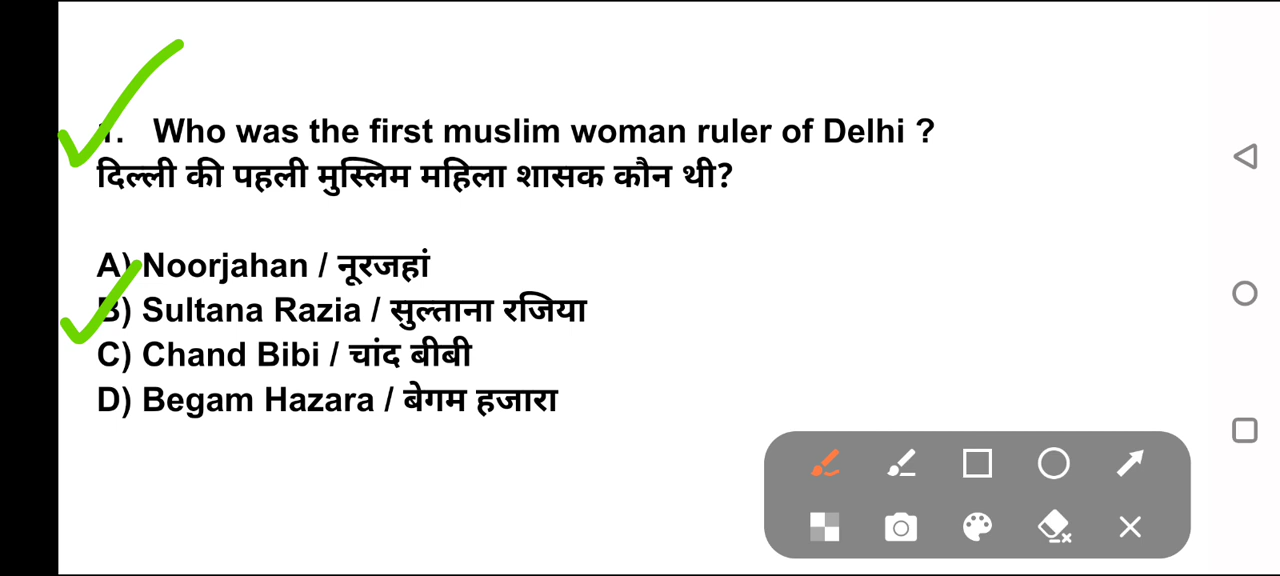 1. Who was the first muslim woman ruler of Delhi ?
दिल्ली की पहली मुस्लिम महिला शासक कौन थी?
A) Noorjahan / नूरजहां
B) Sultana Razia / सुल्ताना रजिया
C) Chand Bibi / चांद बीबी
D) Begam Hazara / बेगम हजारा